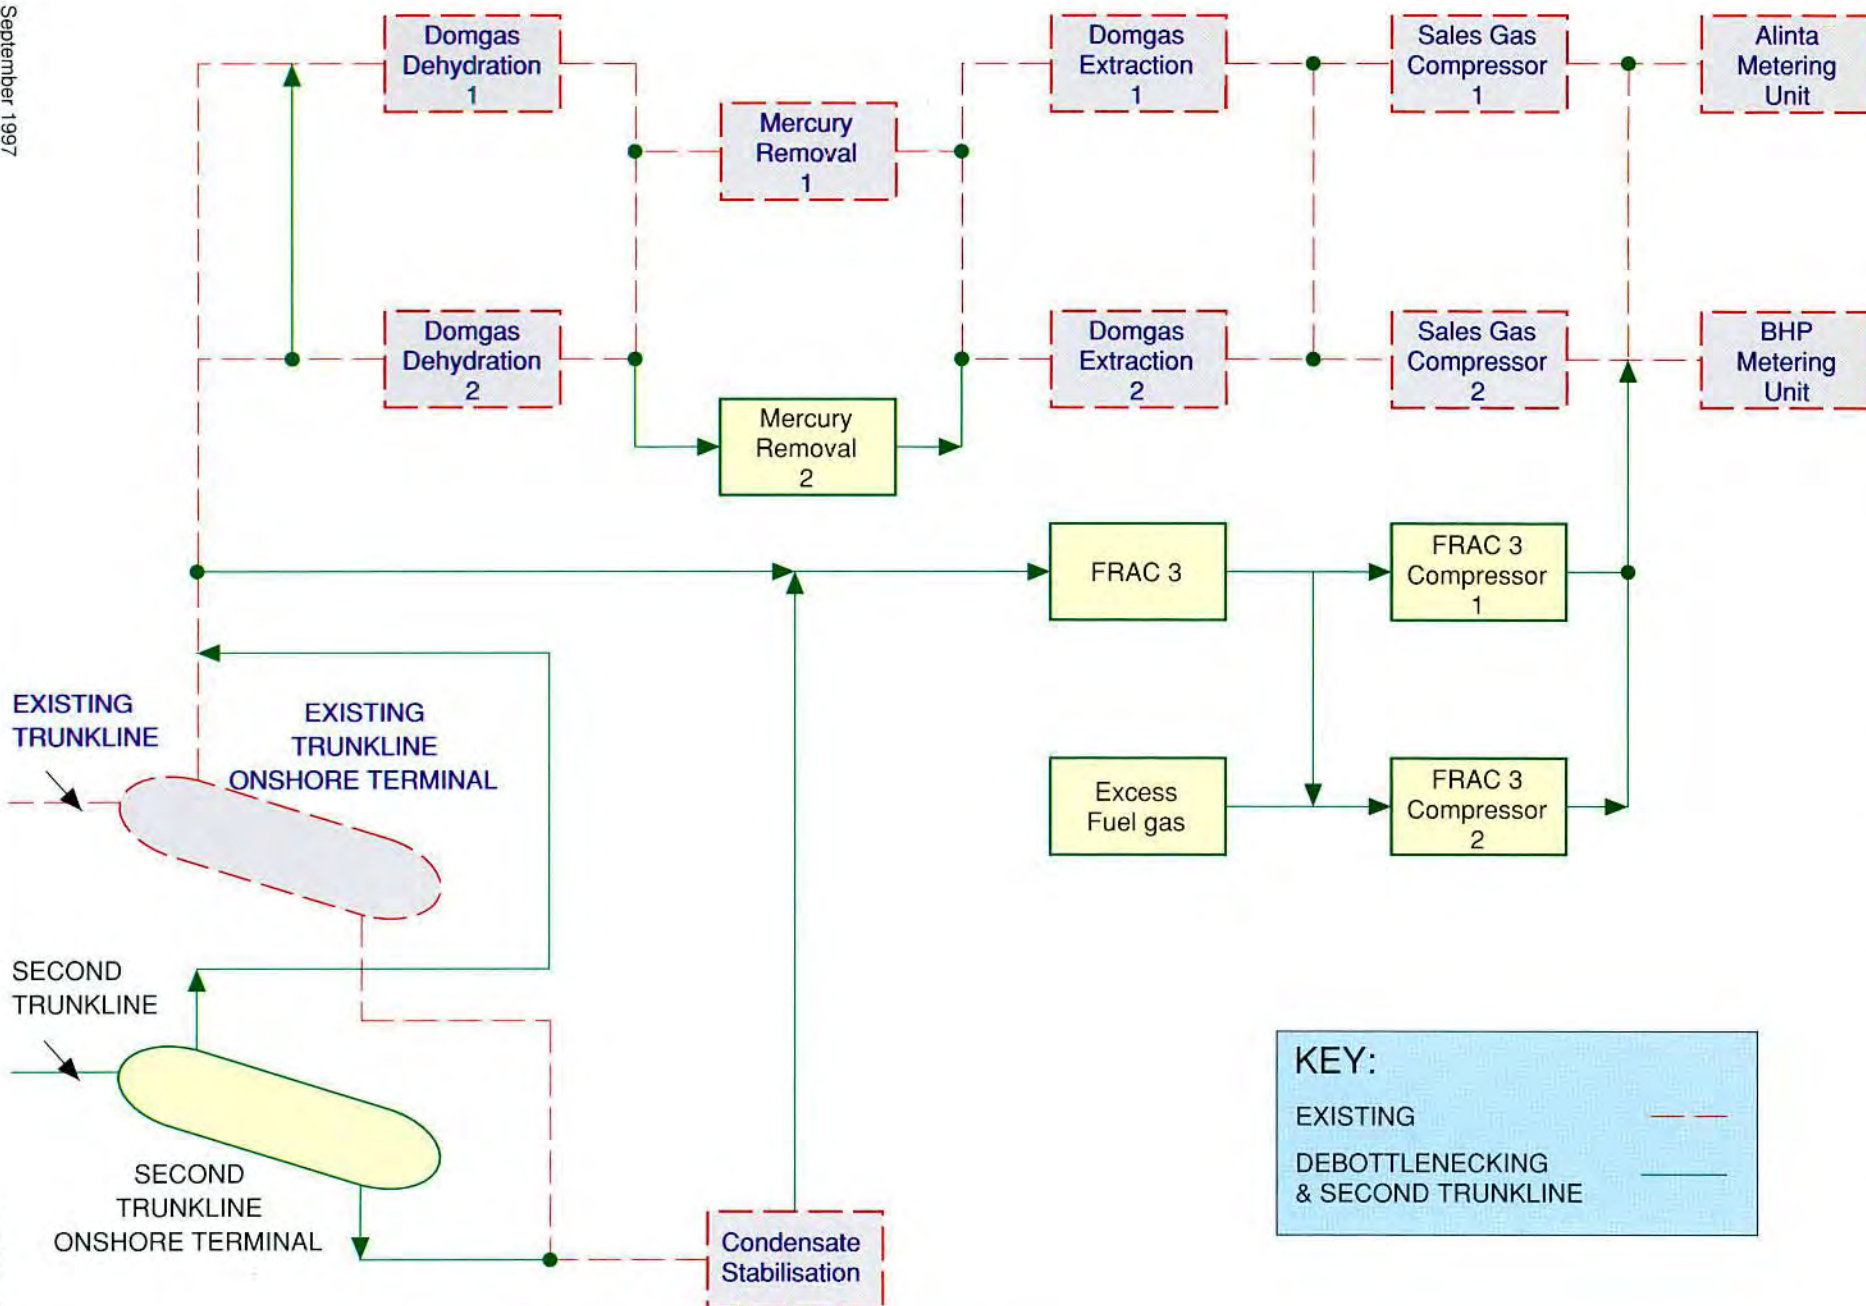 September 1997
Domgas
Dehydration
1
Mercury
Removal
1
Domgas
Extraction
1
Sales Gas
Compressor
1
Alinta
Metering
Unit
Domgas
Dehydration
2
Mercury
Removal
2
Domgas
Extraction
2
Sales Gas
Compressor
2
BHP
Metering
Unit
FRAC 3
FRAC 3
Compressor
1
Excess
Fuel gas
FRAC 3
Compressor
2
EXISTING
TRUNKLINE
EXISTING
TRUNKLINE
ONSHORE TERMINAL
SECOND
TRUNKLINE
SECOND
TRUNKLINE
ONSHORE TERMINAL
Condensate
Stabilisation
KEY:
EXISTING
DEBOTTLENECKING
& SECOND TRUNKLINE